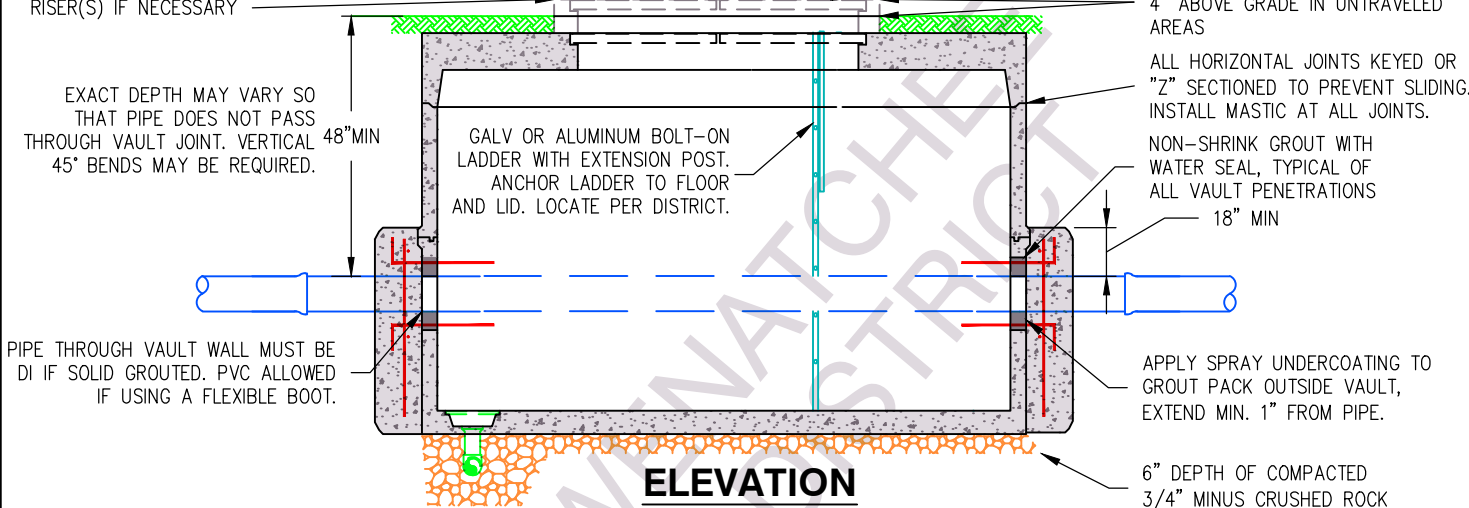 RISER(S) IF NECESSARY
4" ABOVE GRADE IN UNTRAVELED
AREAS
EXACT DEPTH MAY VARY SO
THAT PIPE DOES NOT PASS
THROUGH VAULT JOINT. VERTICAL
45° BENDS MAY BE REQUIRED.
48"MIN
GALV OR ALUMINUM BOLT-ON
LADDER WITH EXTENSION POST.
ANCHOR LADDER TO FLOOR
AND LID. LOCATE PER DISTRICT.
ALL HORIZONTAL JOINTS KEYED OR
"Z" SECTIONED TO PREVENT SLIDING.
INSTALL MASTIC AT ALL JOINTS.
NON-SHRINK GROUT WITH
WATER SEAL, TYPICAL OF
ALL VAULT PENETRATIONS
18" MIN
PIPE THROUGH VAULT WALL MUST BE
DI IF SOLID GROUTED. PVC ALLOWED
IF USING A FLEXIBLE BOOT.
APPLY SPRAY UNDERCOATING TO
GROUT PACK OUTSIDE VAULT,
EXTEND MIN. 1" FROM PIPE.
6" DEPTH OF COMPACTED
3/4" MINUS CRUSHED ROCK
ELEVATION
WENATCHEE
DISTRICT